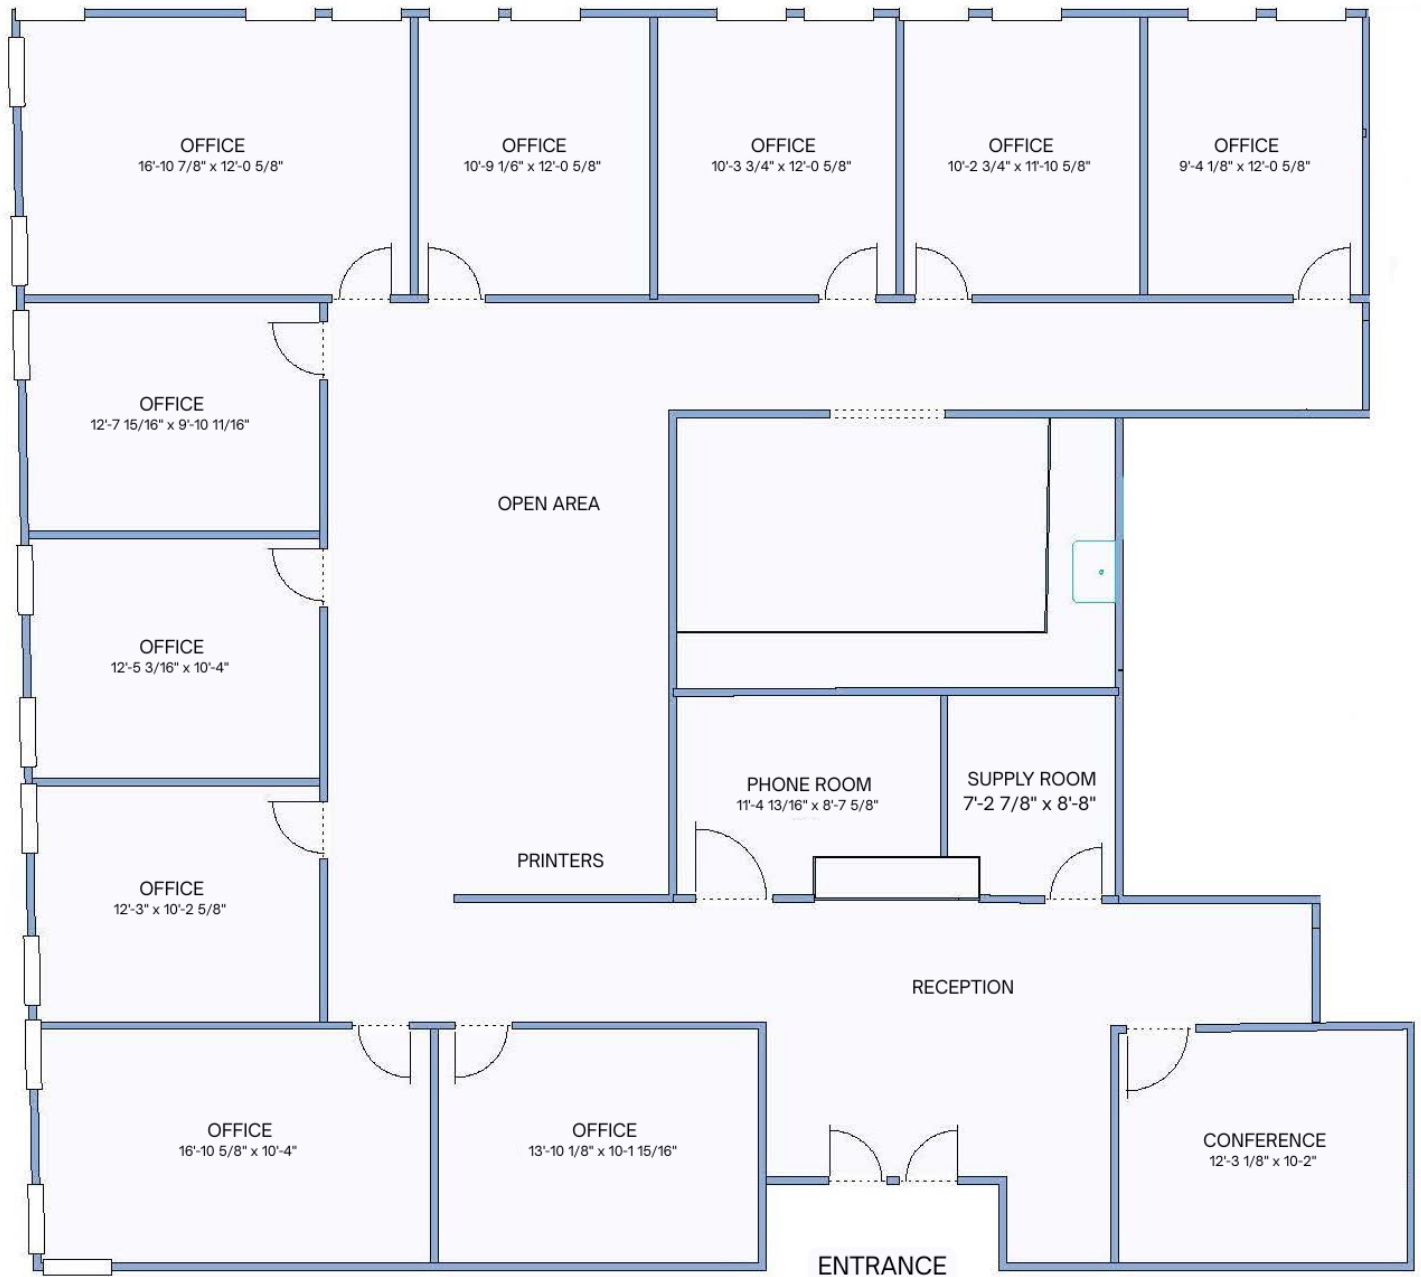 OFFICE
16'-10 7/8" x 12'-0 5/8"
OFFICE
10'-9 1/6" x 12'-0 5/8"
OFFICE
10'-3 3/4" x 12'-0 5/8"
OFFICE
10'-2 3/4" x 11'-10 5/8"
OFFICE
9'-4 1/8" x 12'-0 5/8"
OFFICE
12'-7 15/16" x 9'-10 11/16"
OPEN AREA
OFFICE
12'-5 3/16" x 10'-4"
PHONE ROOM
11'-4 13/16" x 8'-7 5/8"
SUPPLY ROOM
7'-2 7/8" x 8'-8"
PRINTERS
OFFICE
12'-3" x 10'-2 5/8"
RECEPTION
OFFICE
16'-10 5/8" x 10'-4"
OFFICE
13'-10 1/8" x 10-1 15/16"
CONFERENCE
12'-3 1/8" x 10-2"
ENTRANCE